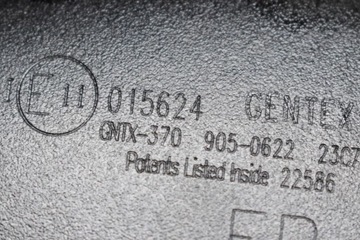 I E 11 015624 GENTEX
GNTX-370 905-0622 23C7
Patents Listed Inside 22586